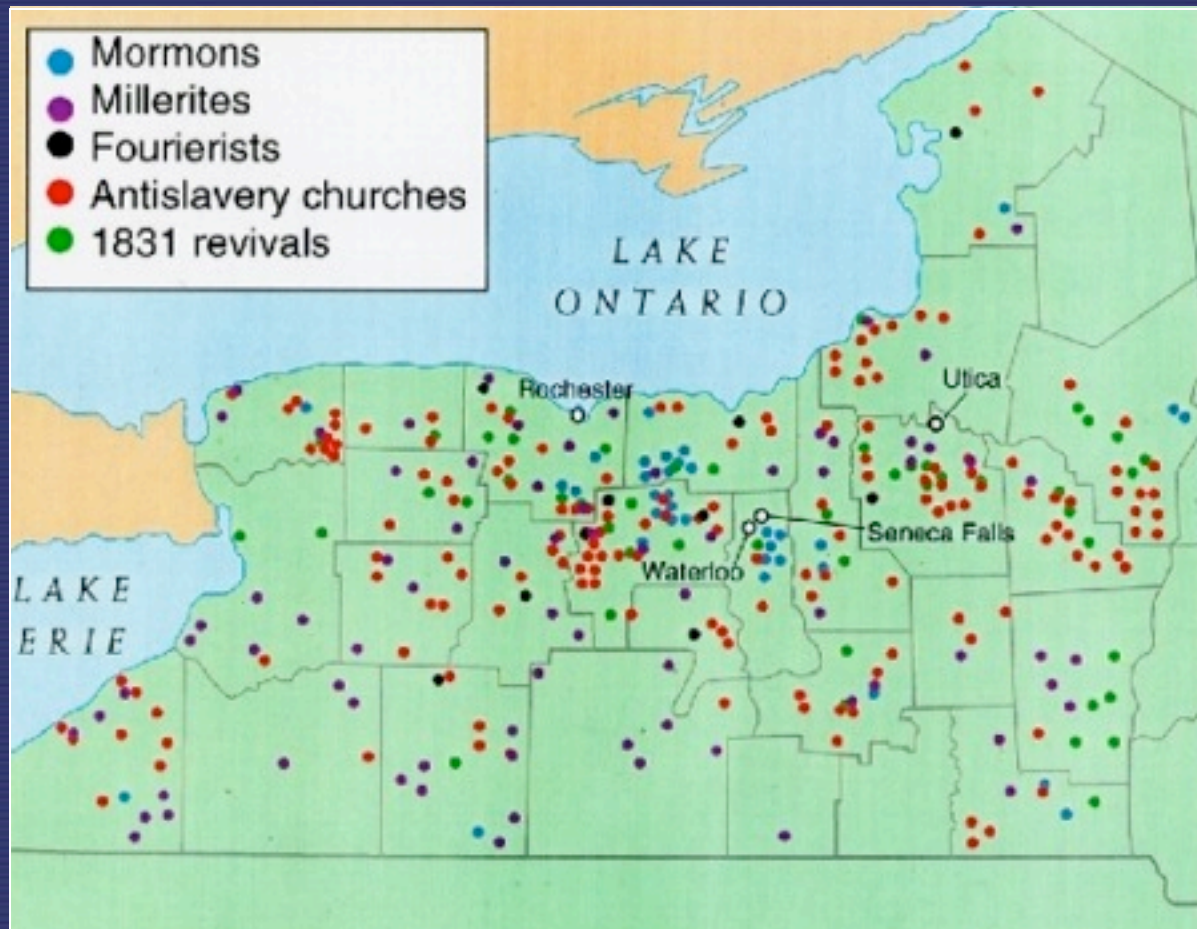 Mormons
Millerites
Fourierists
Antislavery churches
1831 revivals
LAKE
ONTARIO
Rochester
Utica
Seneca Falls
Waterloo
LAKE
ERIE